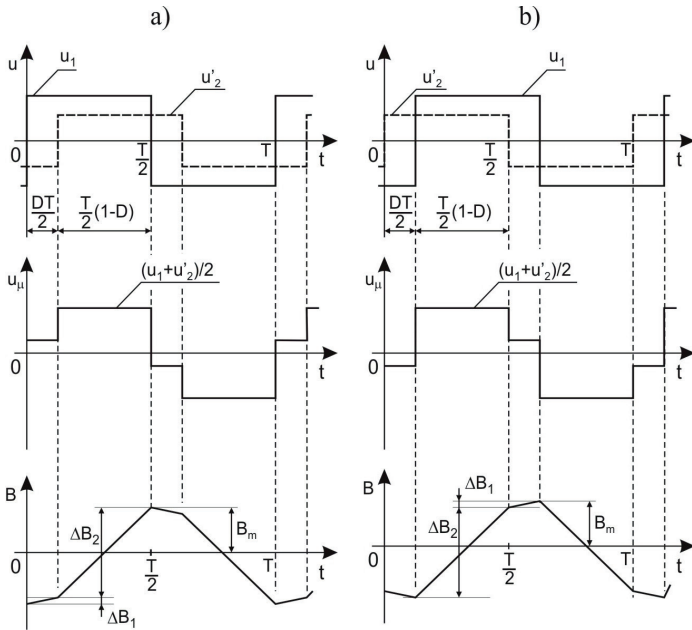 a)
u
u₁
u'₂
0
T/2
T
t
DT/2
T/2(1-D)
uμ
(u₁+u'₂)/2
0
t
B
ΔB₂
Bₘ
0
T/2
T
t
ΔB₁
b)
u
u'₂
u₁
0
T/2
T
t
DT/2
T/2(1-D)
uμ
(u₁+u'₂)/2
0
t
B
ΔB₁
ΔB₂
Bₘ
0
T/2
T
t